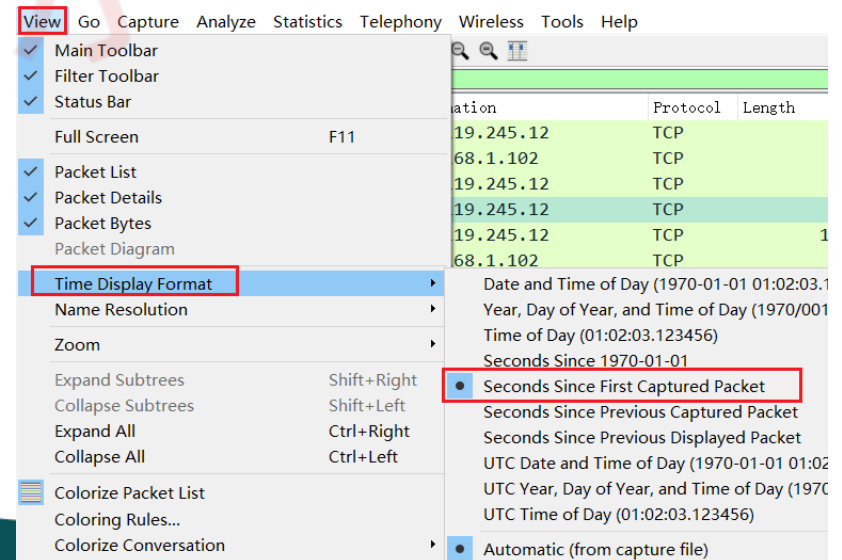 View Go Capture Analyze Statistics Telephony Wireless Tools Help
Main Toolbar
Filter Toolbar
Status Bar
Full Screen F11
Packet List
Packet Details
Packet Bytes
Packet Diagram
Time Display Format
Name Resolution
Zoom
Expand Subtrees Shift+Right
Collapse Subtrees Shift+Left
Expand All Ctrl+Right
Collapse All Ctrl+Left
Colorize Packet List
Coloring Rules...
Colorize Conversation
ation Protocol Length
19.245.12 TCP
68.1.102 TCP
19.245.12 TCP
19.245.12 TCP
19.245.12 TCP 1
68.1.102 TCP
Date and Time of Day (1970-01-01 01:02:03.1
Year, Day of Year, and Time of Day (1970/001
Time of Day (01:02:03.123456)
Seconds Since 1970-01-01
Seconds Since First Captured Packet
Seconds Since Previous Captured Packet
Seconds Since Previous Displayed Packet
UTC Date and Time of Day (1970-01-01 01:02
UTC Year, Day of Year, and Time of Day (1970
UTC Time of Day (01:02:03.123456)
Automatic (from capture file)